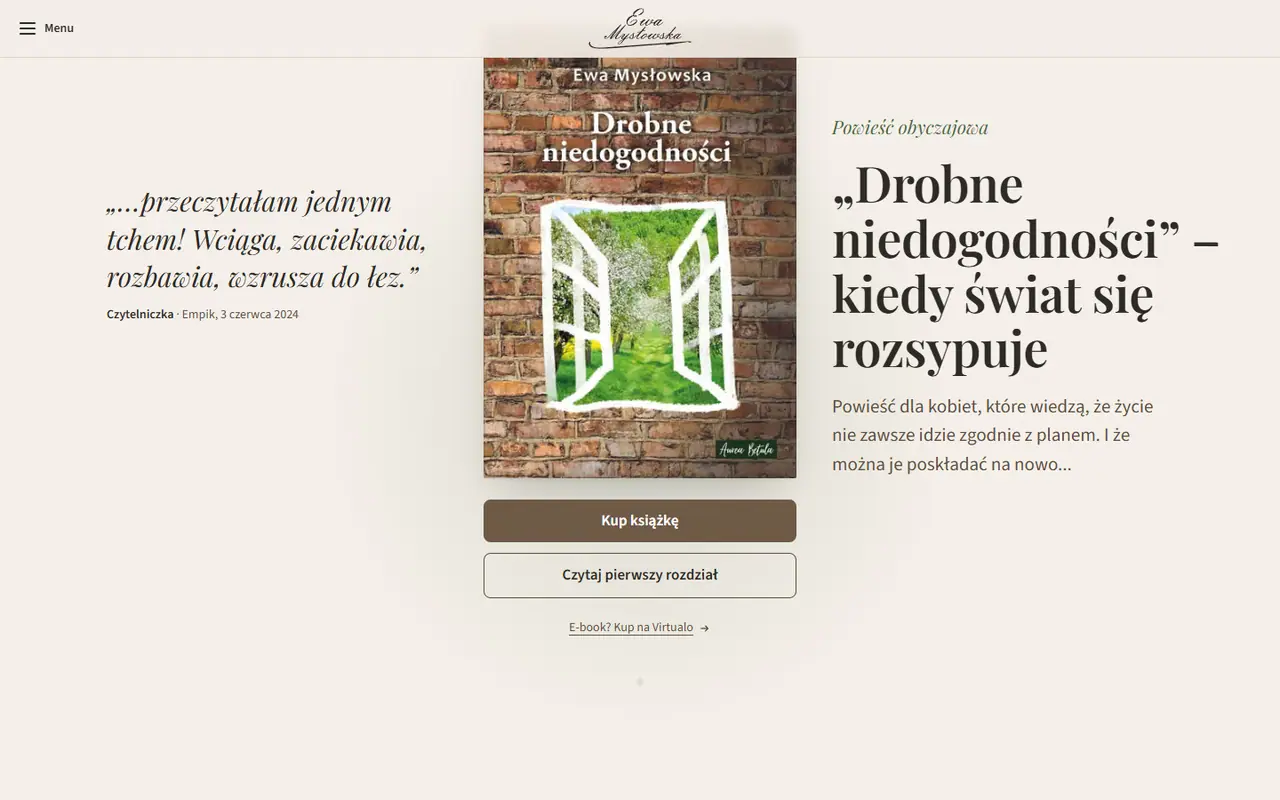 Menu
Ewa
Mysłowska
„…przeczytałam jednym
tchem! Wciąga, zaciekawia,
rozbawia, wzrusza do łez.”
Czytelniczka · Empik, 3 czerwca 2024
Ewa Mysłowska
Drobne
niedogodności
Aurea Betula
Kup książkę
Czytaj pierwszy rozdział
E-book? Kup na Virtualo →
Powieść obyczajowa
„Drobne
niedogodności” –
kiedy świat się
rozsypuje
Powieść dla kobiet, które wiedzą, że życie
nie zawsze idzie zgodnie z planem. I że
można je poskładać na nowo...